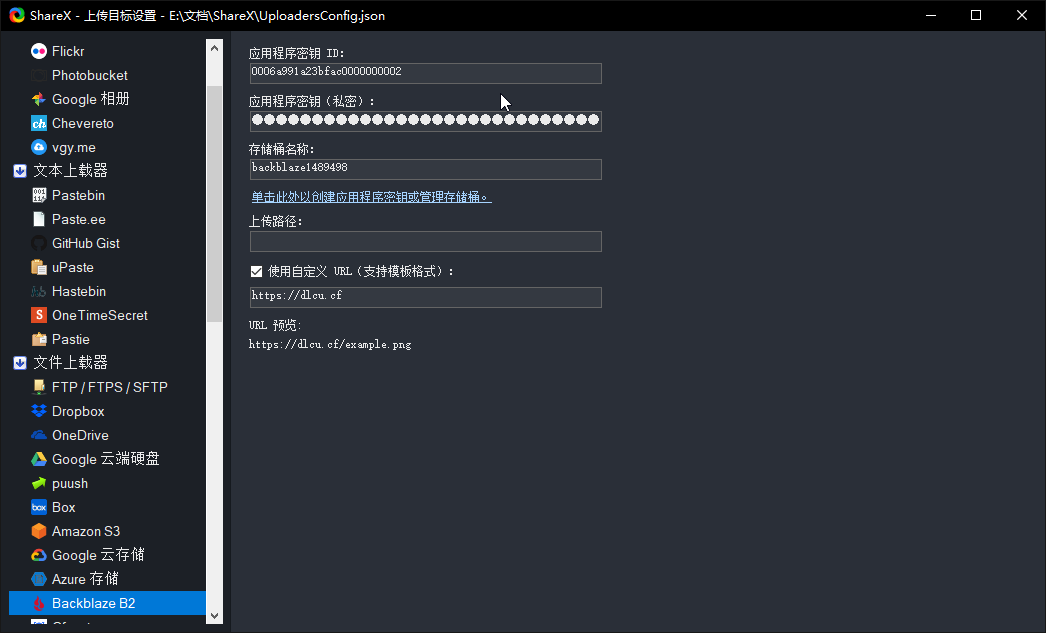 ShareX - 上传目标设置 - E:\文档\ShareX\UploadersConfig.json
Flickr
Photobucket
Google 相册
Chevereto
vgy.me
文本上载器
Pastebin
Paste.ee
GitHub Gist
uPaste
Hastebin
OneTimeSecret
Pastie
文件上载器
FTP / FTPS / SFTP
Dropbox
OneDrive
Google 云端硬盘
puush
Box
Amazon S3
Google 云存储
Azure 存储
Backblaze B2
应用程序密钥 ID:
0006a991a23bfac0000000002
应用程序密钥（私密）:
存储桶名称:
backblaze1489498
单击此处以创建应用程序密钥或管理存储桶。
上传路径:
使用自定义 URL（支持模板格式）:
https://dlcu.cf
URL 预览:
https://dlcu.cf/example.png